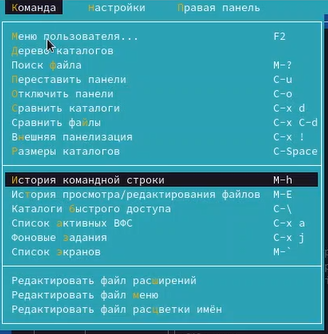 Команда Настройки Правая панель
Меню пользователя... F2
Дерево каталогов
Поиск файла M-?
Переставить панели C-u
Отключить панели C-o
Сравнить каталоги C-x d
Сравнить файлы C-x C-d
Внешняя панелизация C-x !
Размеры каталогов C-Space
История командной строки M-h
История просмотра/редактирования файлов M-E
Каталоги быстрого доступа C-\
Список активных ВФС C-x a
Фоновые задания C-x j
Список экранов M-`
Редактировать файл расширений
Редактировать файл меню
Редактировать файл расцветки имён